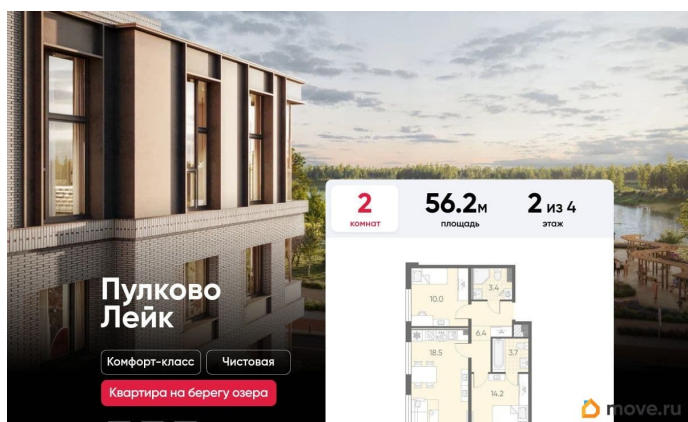 2
комнат
56.2м
площадь
2 из 4
этаж
Пулково
Лейк
Комфорт-класс
Чистовая
Квартира на берегу озера
10.0
3.4
6.4
18.5
3.7
14.2
move.ru